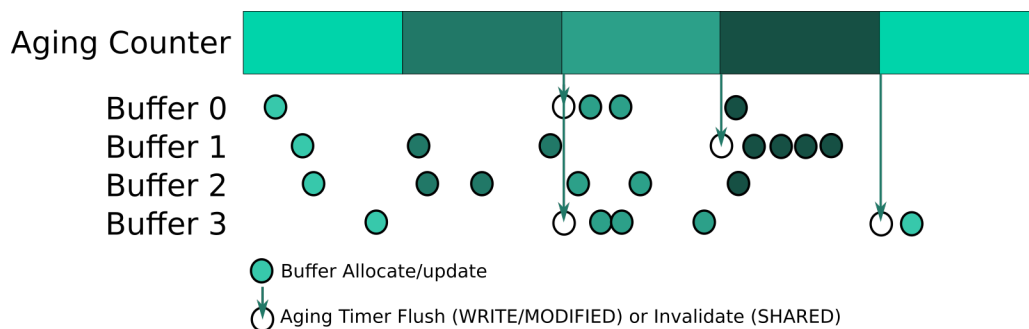 Aging Counter
Buffer 0
Buffer 1
Buffer 2
Buffer 3
Buffer Allocate/update
Aging Timer Flush (WRITE/MODIFIED) or Invalidate (SHARED)